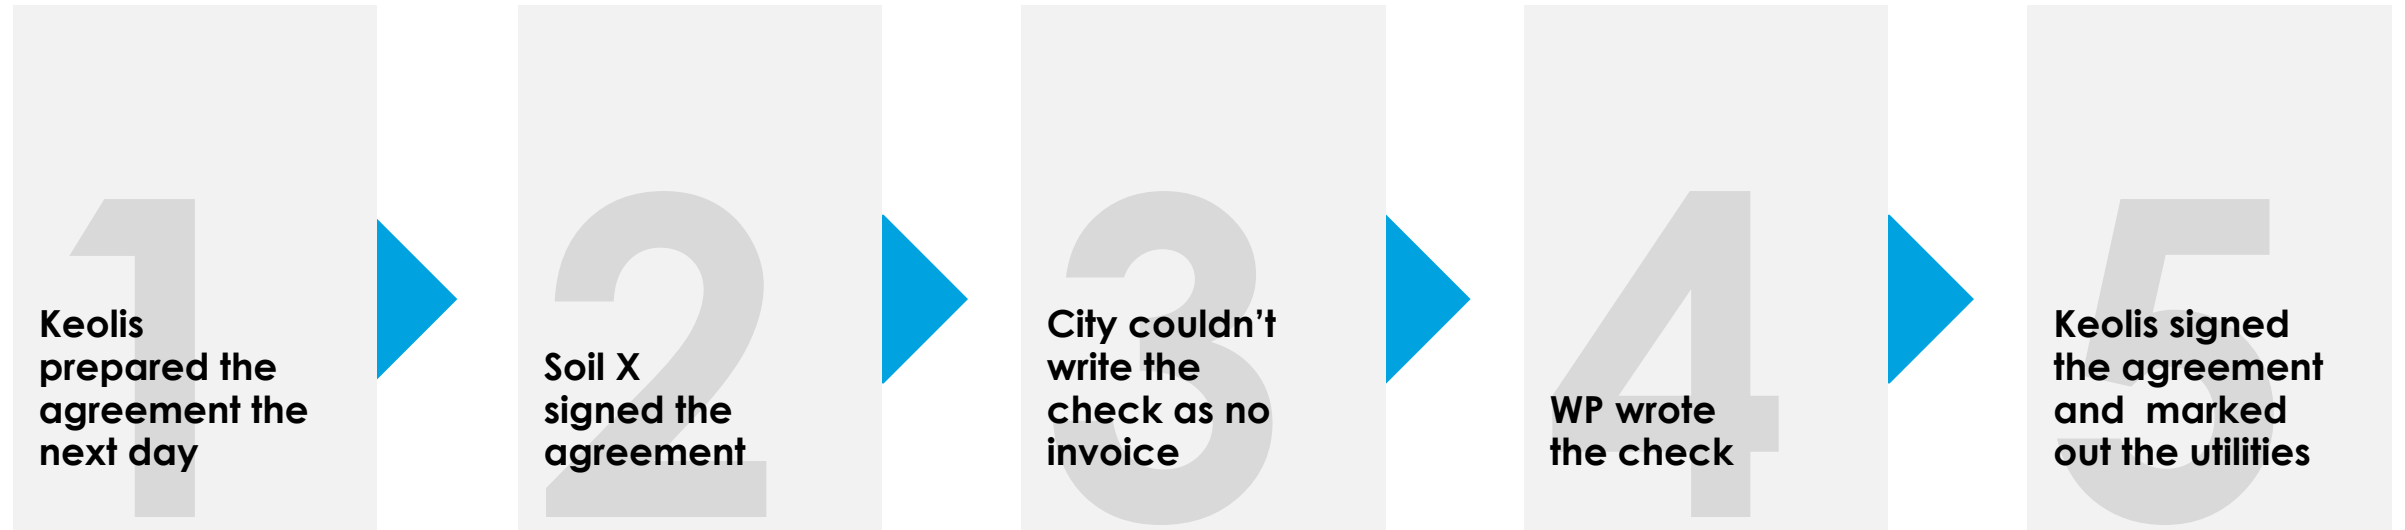 1
Keolis
prepared the
agreement the
next day
2
Soil X
signed the
agreement
3
City couldn’t
write the
check as no
invoice
4
WP wrote
the check
5
Keolis signed
the agreement
and  marked
out the utilities